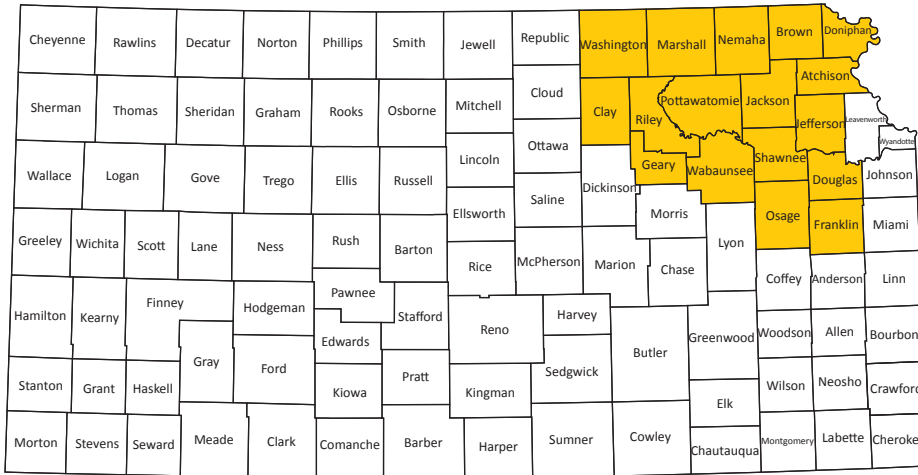 Cheyenne
Rawlins
Decatur
Norton
Phillips
Smith
Jewell
Republic
Washington
Marshall
Nemaha
Brown
Doniphan
Sherman
Thomas
Sheridan
Graham
Rooks
Osborne
Mitchell
Cloud
Clay
Riley
Pottawatomie
Jackson
Atchison
Jefferson
Leavenworth
Wyandotte
Wallace
Logan
Gove
Trego
Ellis
Russell
Lincoln
Ottawa
Dickinson
Geary
Wabaunsee
Shawnee
Douglas
Johnson
Greeley
Wichita
Scott
Lane
Ness
Rush
Barton
Ellsworth
Saline
Morris
Lyon
Osage
Franklin
Miami
Hamilton
Kearny
Finney
Hodgeman
Pawnee
Stafford
Rice
McPherson
Marion
Chase
Coffey
Anderson
Linn
Gray
Ford
Edwards
Reno
Harvey
Butler
Greenwood
Woodson
Allen
Bourbon
Stanton
Grant
Haskell
Kiowa
Pratt
Kingman
Sedgwick
Elk
Wilson
Neosho
Crawford
Morton
Stevens
Seward
Meade
Clark
Comanche
Barber
Harper
Sumner
Cowley
Chautauqua
Montgomery
Labette
Cheroke